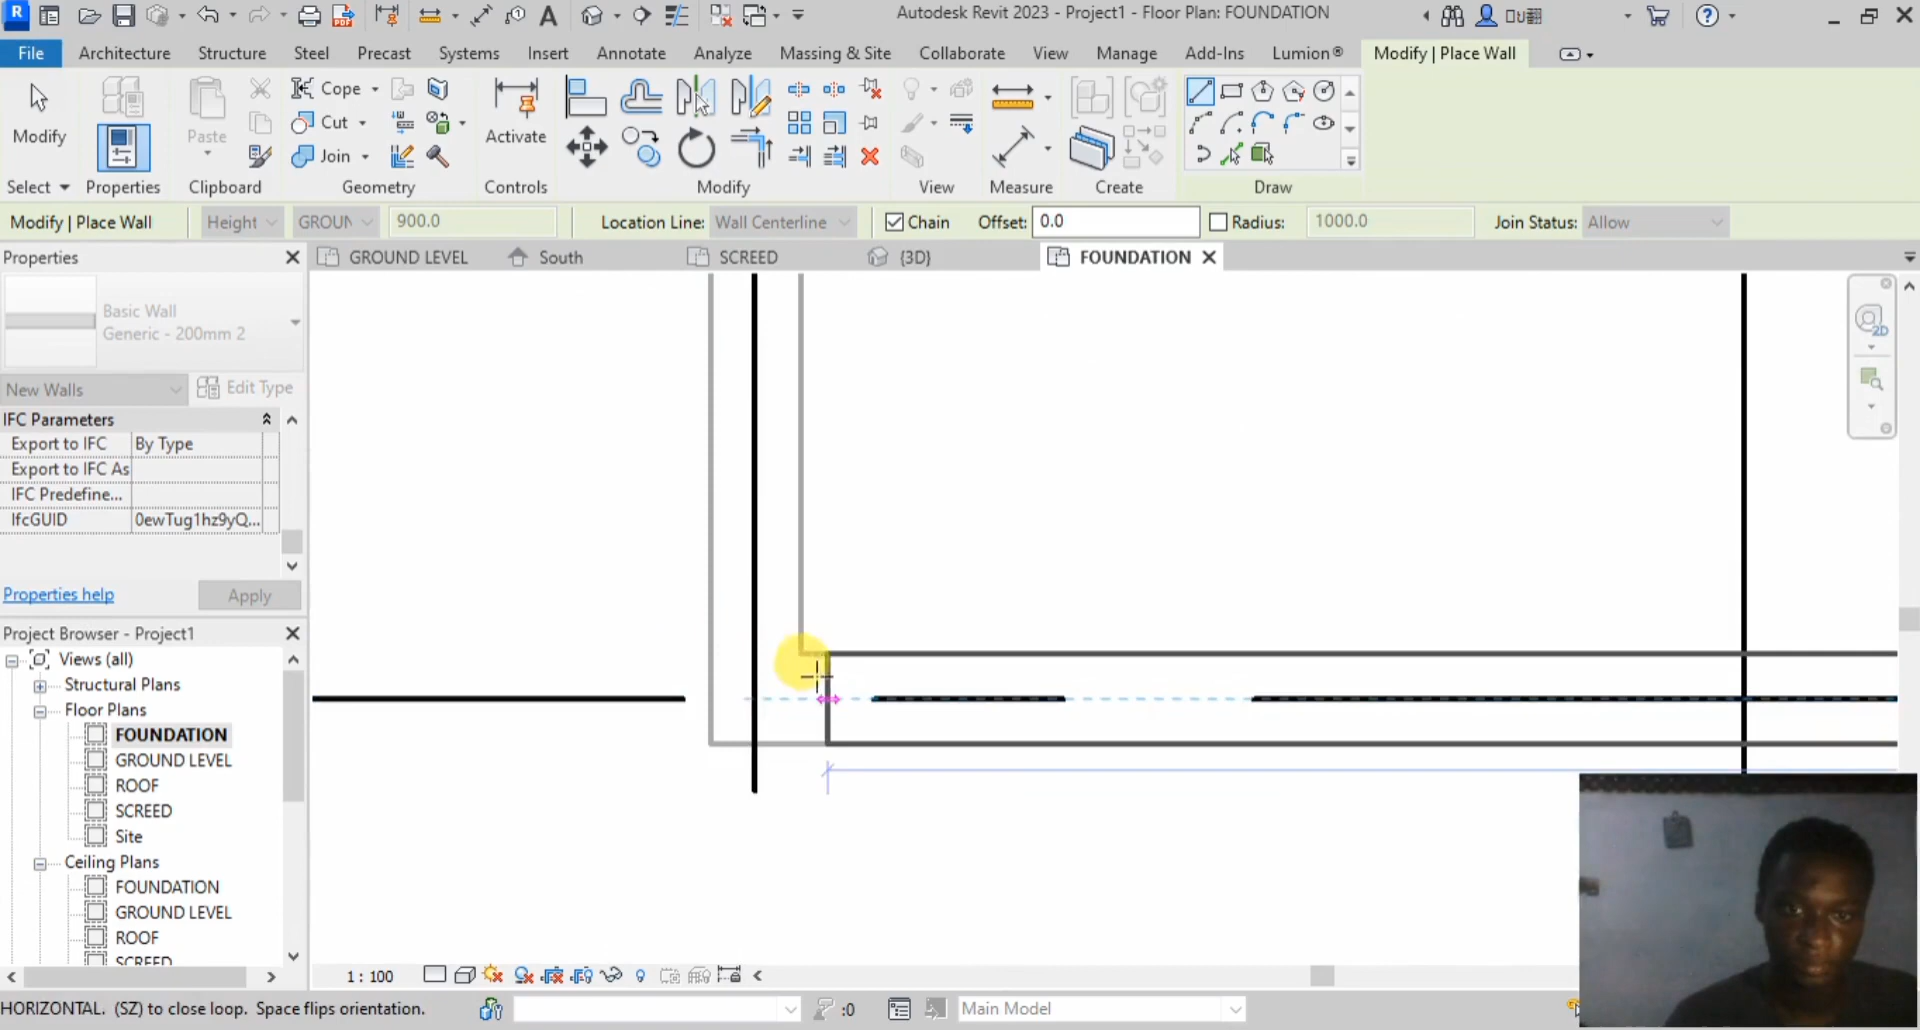 Autodesk Revit 2023 - Project1 - Floor Plan: FOUNDATION
File Architecture Structure Steel Precast Systems Insert Annotate Analyze Massing & Site Collaborate View Manage Add-Ins Lumion® Modify | Place Wall
Modify
Paste
Cope
Cut
Join
Activate
Select Properties Clipboard Geometry Controls Modify View Measure Create Draw
Modify | Place Wall Height GROUN 900.0 Location Line: Wall Centerline Chain Offset: 0.0 Radius: 1000.0 Join Status: Allow
Properties
GROUND LEVEL South SCREED {3D} FOUNDATION
Basic Wall
Generic - 200mm 2
New Walls Edit Type
IFC Parameters
Export to IFC By Type
Export to IFC As
IFC Predefine...
IfcGUID 0ewTug1hz9yQ...
Properties help Apply
Project Browser - Project1
Views (all)
Structural Plans
Floor Plans
FOUNDATION
GROUND LEVEL
ROOF
SCREED
Site
Ceiling Plans
FOUNDATION
GROUND LEVEL
ROOF
SCREED
2D
1 : 100
HORIZONTAL. (SZ) to close loop. Space flips orientation. :0 Main Model